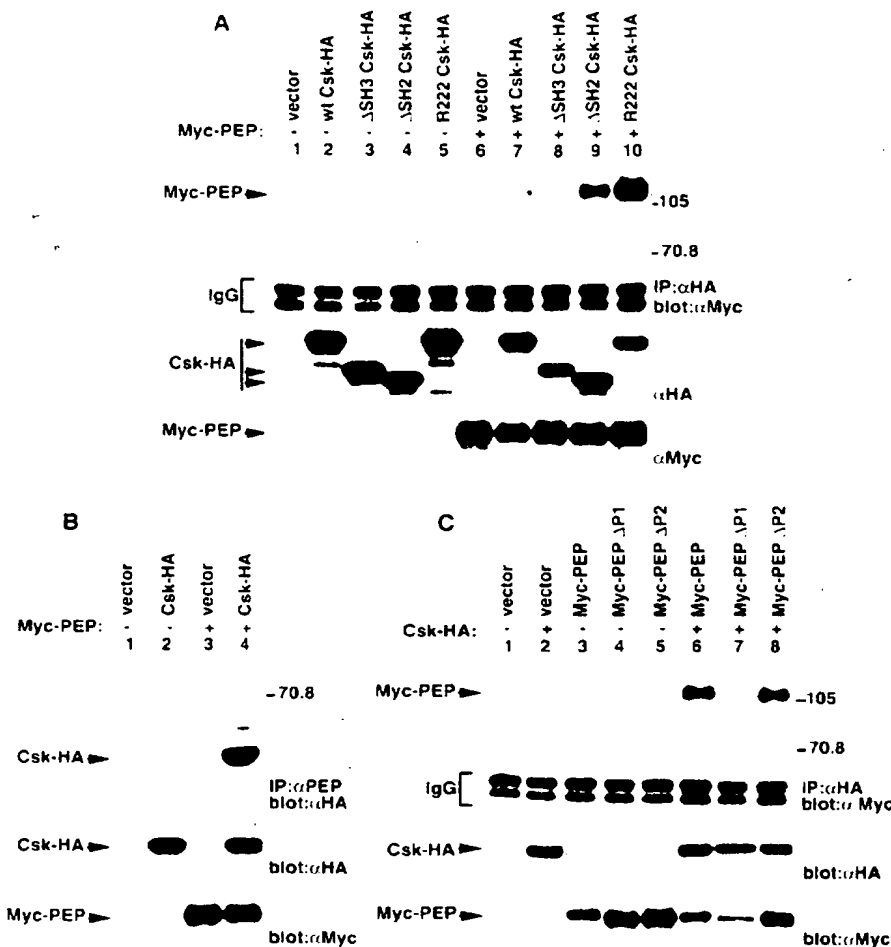 A
- vector
- wt Csk-HA
- ΔSH3 Csk-HA
- ΔSH2 Csk-HA
- R222 Csk-HA
+ vector
+ wt Csk-HA
+ ΔSH3 Csk-HA
+ ΔSH2 Csk-HA
+ R222 Csk-HA
Myc-PEP:
1 2 3 4 5 6 7 8 9 10
Myc-PEP
-105
-70.8
IgG
IP:αHA
blot:αMyc
Csk-HA
αHA
Myc-PEP
αMyc
B
- vector
- Csk-HA
+ vector
+ Csk-HA
Myc-PEP:
1 2 3 4
-70.8
Csk-HA
IP:αPEP
blot:αHA
Csk-HA
blot:αHA
Myc-PEP
blot:αMyc
C
- vector
+ vector
- Myc-PEP
- Myc-PEP ΔP1
- Myc-PEP ΔP2
+ Myc-PEP
+ Myc-PEP ΔP1
+ Myc-PEP ΔP2
Csk-HA:
1 2 3 4 5 6 7 8
Myc-PEP
-105
-70.8
IgG
IP:αHA
blot:α Myc
Csk-HA
blot:αHA
Myc-PEP
blot:αMyc